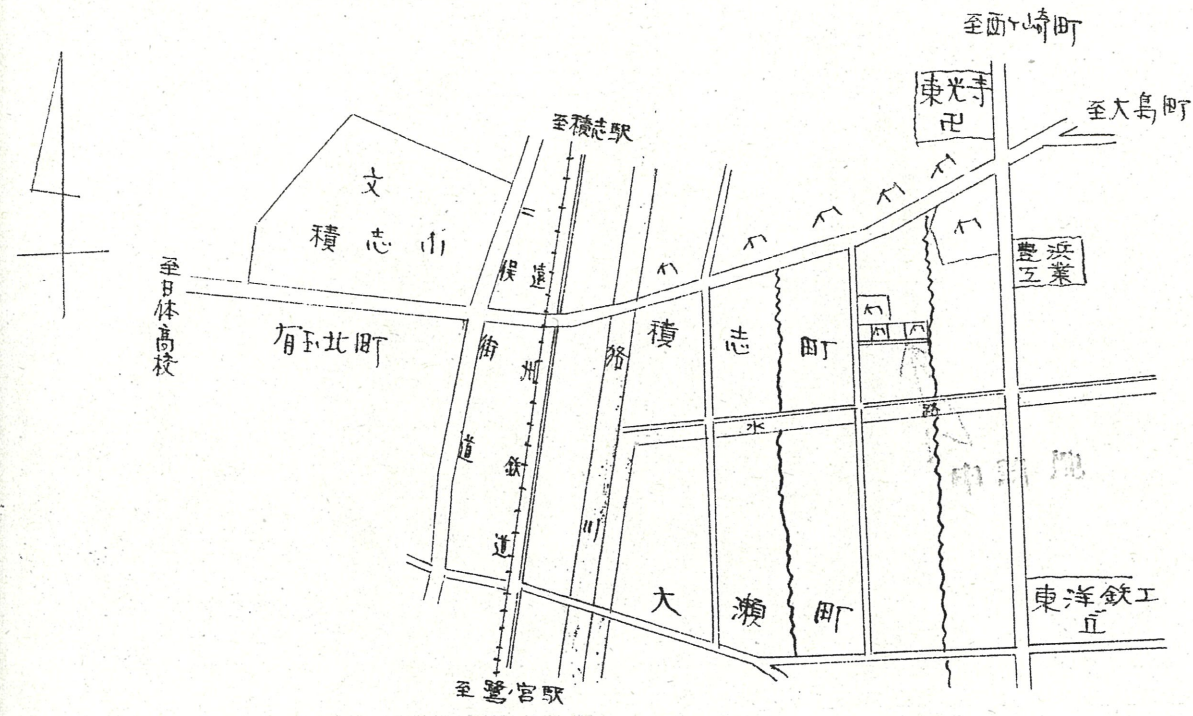 至西ヶ崎町
東光寺
卍
至大島町
至積志駅
文
積志小
二俣街道
遠州鉄道
至日体高校
有玉北町
豊浜
工業
積志町
水路
川
大瀬町
東洋鉄工
至鷺ノ宮駅